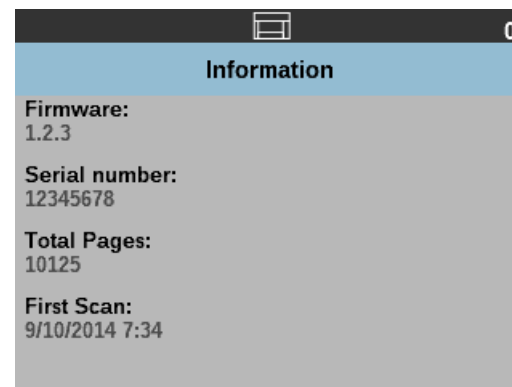 Information
Firmware:
1.2.3
Serial number:
12345678
Total Pages:
10125
First Scan:
9/10/2014 7:34